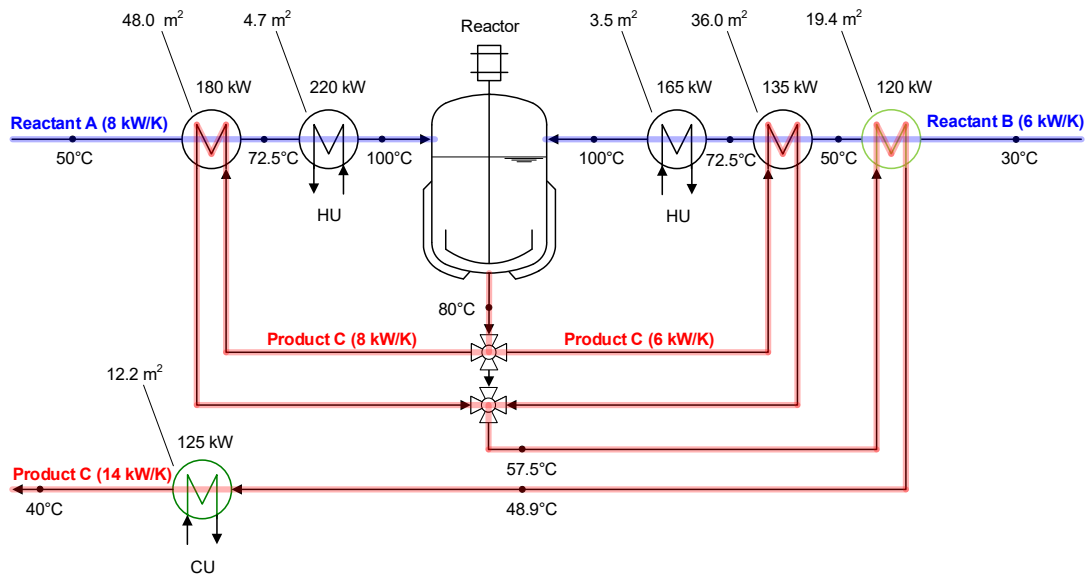 Reactor
48.0 m²
4.7 m²
3.5 m²
36.0 m²
19.4 m²
180 kW
220 kW
165 kW
135 kW
120 kW
Reactant A (8 kW/K)
Reactant B (6 kW/K)
50°C
72.5°C
100°C
100°C
72.5°C
50°C
30°C
HU
HU
80°C
Product C (8 kW/K)
Product C (6 kW/K)
12.2 m²
125 kW
Product C (14 kW/K)
57.5°C
40°C
48.9°C
CU